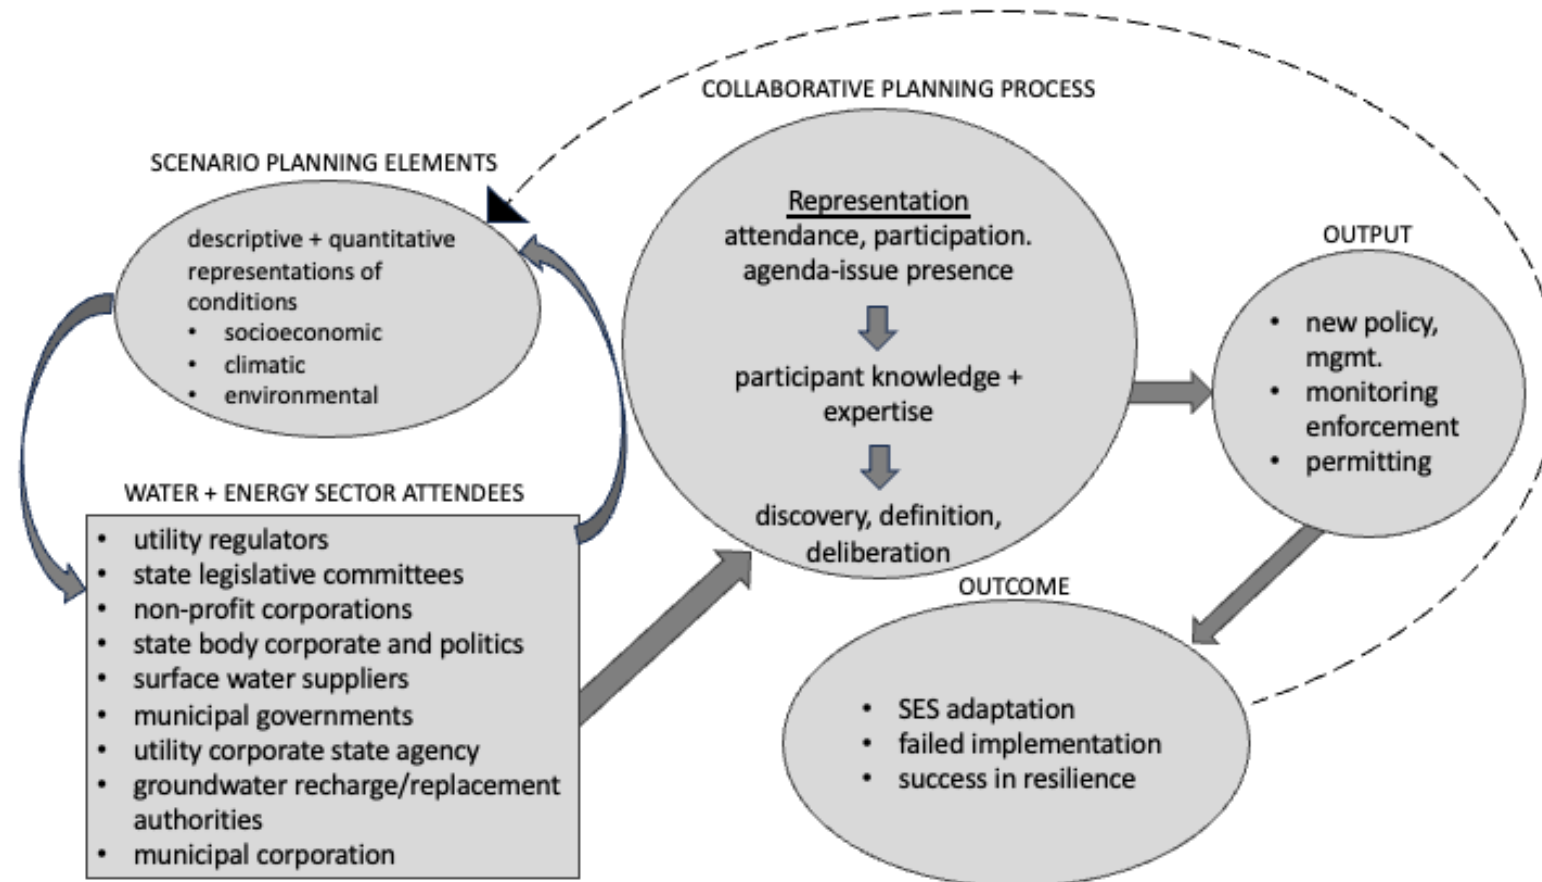 COLLABORATIVE PLANNING PROCESS
SCENARIO PLANNING ELEMENTS
descriptive + quantitative
representations of
conditions
• socioeconomic
• climatic
• environmental
Representation
attendance, participation.
agenda-issue presence
participant knowledge +
expertise
discovery, definition,
deliberation
OUTPUT
• new policy,
mgmt.
• monitoring
enforcement
• permitting
WATER + ENERGY SECTOR ATTENDEES
• utility regulators
• state legislative committees
• non-profit corporations
• state body corporate and politics
• surface water suppliers
• municipal governments
• utility corporate state agency
• groundwater recharge/replacement
authorities
• municipal corporation
OUTCOME
• SES adaptation
• failed implementation
• success in resilience